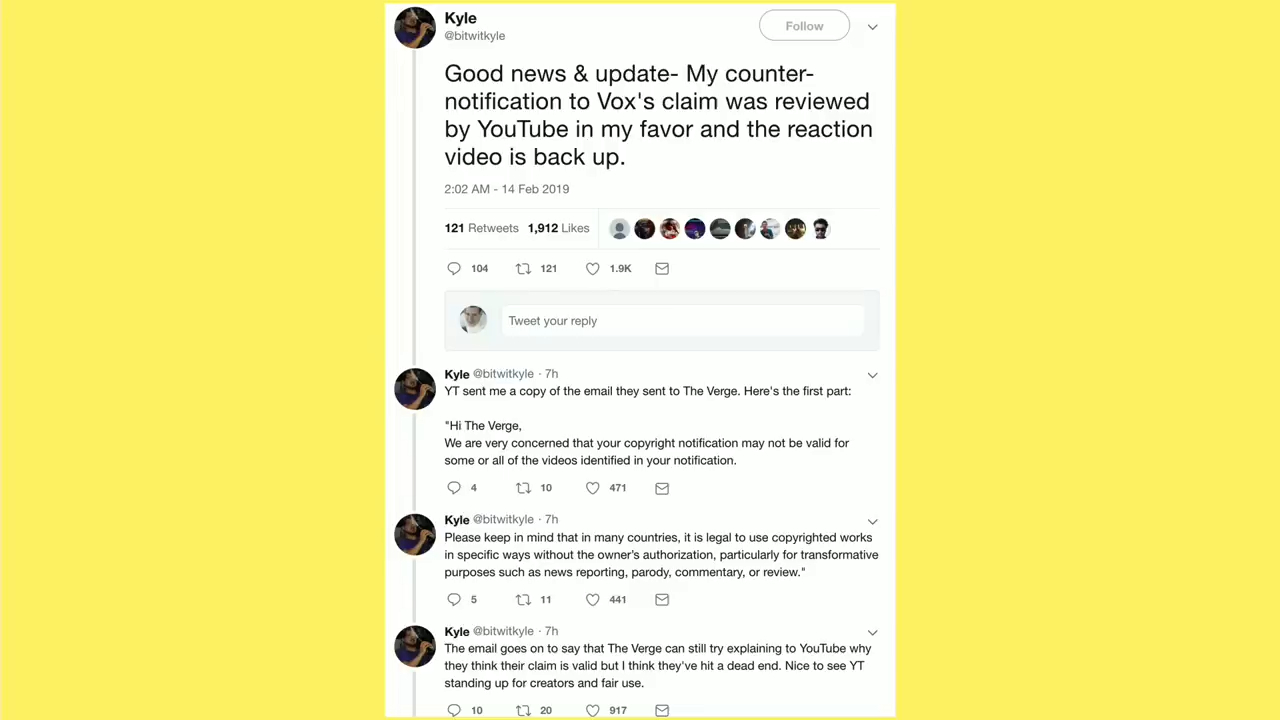 Kyle
@bitwitkyle
Follow
Good news & update- My counter-
notification to Vox's claim was reviewed
by YouTube in my favor and the reaction
video is back up.
2:02 AM - 14 Feb 2019
121 Retweets 1,912 Likes
104 121 1.9K
Tweet your reply
Kyle @bitwitkyle · 7h
YT sent me a copy of the email they sent to The Verge. Here's the first part:
"Hi The Verge,
We are very concerned that your copyright notification may not be valid for
some or all of the videos identified in your notification.
4 10 471
Kyle @bitwitkyle · 7h
Please keep in mind that in many countries, it is legal to use copyrighted works
in specific ways without the owner's authorization, particularly for transformative
purposes such as news reporting, parody, commentary, or review."
5 11 441
Kyle @bitwitkyle · 7h
The email goes on to say that The Verge can still try explaining to YouTube why
they think their claim is valid but I think they've hit a dead end. Nice to see YT
standing up for creators and fair use.
10 20 917